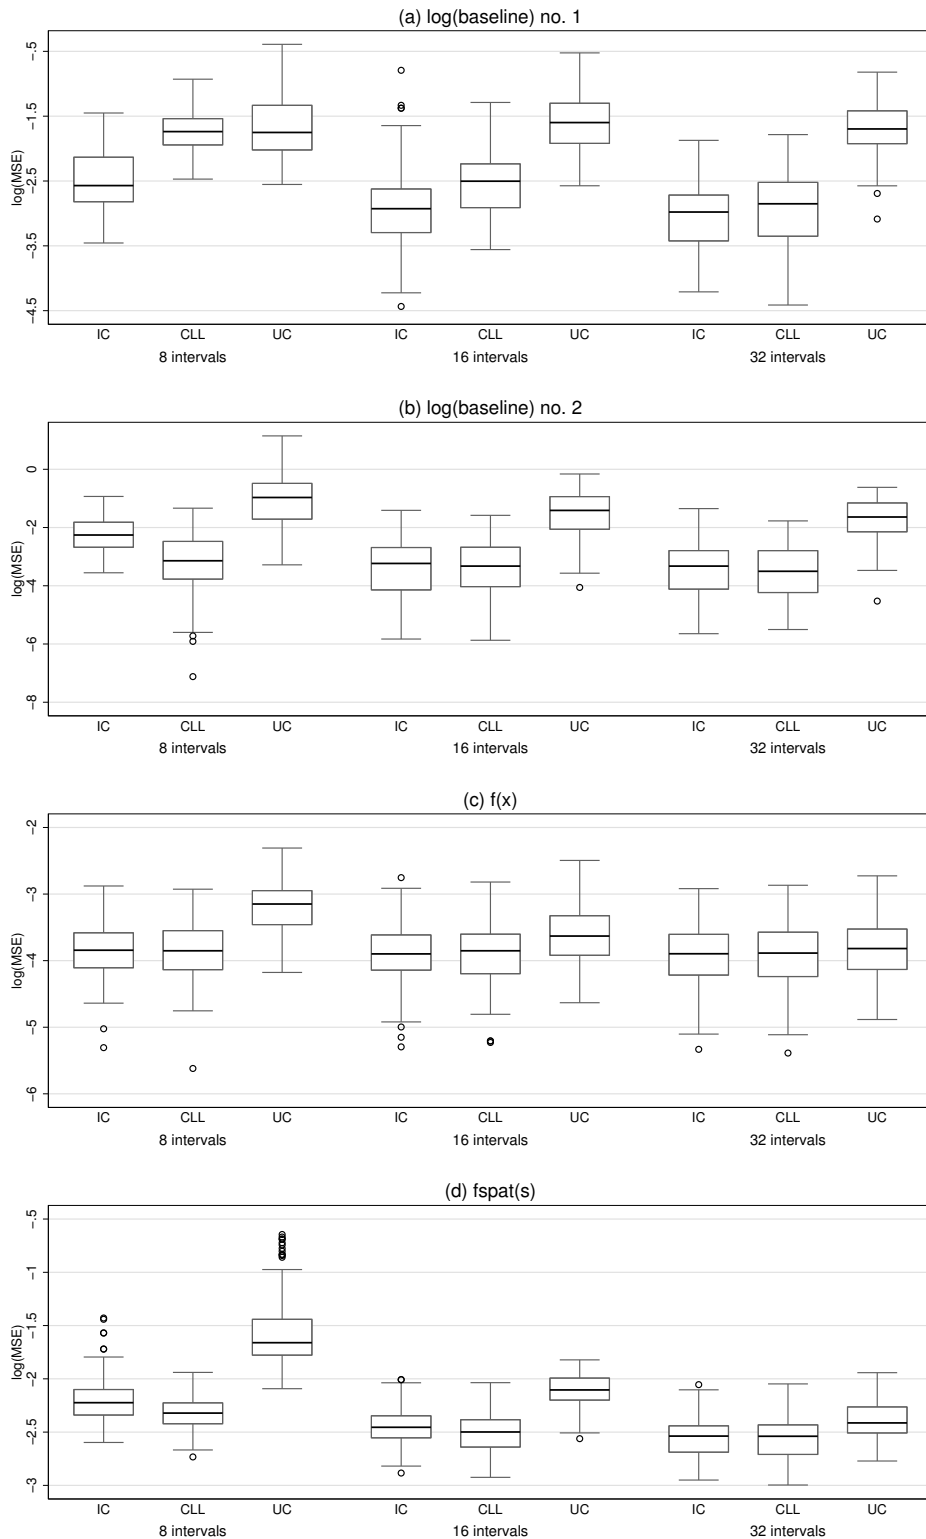 (a) log(baseline) no. 1
-.5
-1.5
-2.5
-3.5
-4.5
log(MSE)
IC CLL UC IC CLL UC IC CLL UC
8 intervals 16 intervals 32 intervals
(b) log(baseline) no. 2
0
-2
-4
-6
-8
log(MSE)
IC CLL UC IC CLL UC IC CLL UC
8 intervals 16 intervals 32 intervals
(c) f(x)
-2
-3
-4
-5
-6
log(MSE)
IC CLL UC IC CLL UC IC CLL UC
8 intervals 16 intervals 32 intervals
(d) fspat(s)
-.5
-1
-1.5
-2
-2.5
-3
log(MSE)
IC CLL UC IC CLL UC IC CLL UC
8 intervals 16 intervals 32 intervals